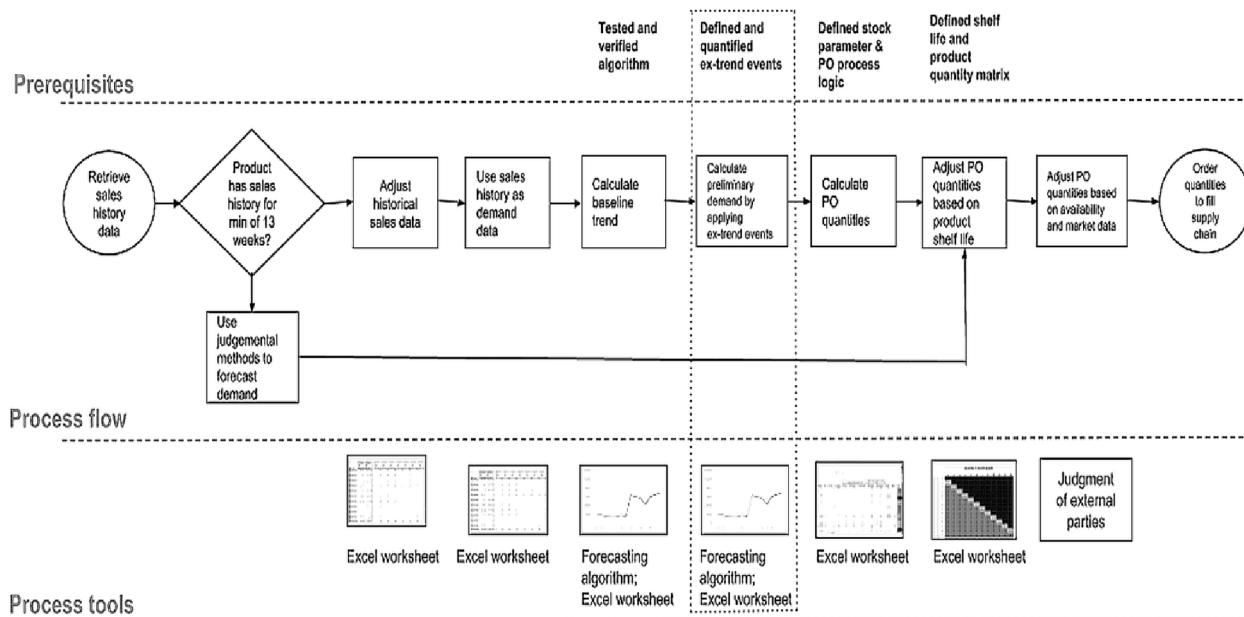 Tested and
verified
algorithm
Defined and
quantified
ex-trend events
Defined stock
parameter &
PO process
logic
Defined shelf
life and
product
quantity matrix
Prerequisites
Retrieve
sales
history
data
Product
has sales
history for
min of 13
weeks?
Adjust
historical
sales data
Use sales
history as
demand
data
Calculate
baseline
trend
Calculate
preliminary
demand by
applying
ex-trend events
Calculate
PO
quantities
Adjust PO
quantities
based on
product
shelf life
Adjust PO
quantities based
on availability
and market data
Order
quantities
to fill
supply
chain
Use
judgemental
methods to
forecast
demand
Process flow
Excel worksheet
Excel worksheet
Forecasting
algorithm;
Excel worksheet
Forecasting
algorithm;
Excel worksheet
Excel worksheet
Excel worksheet
Judgment
of external
parties
Process tools